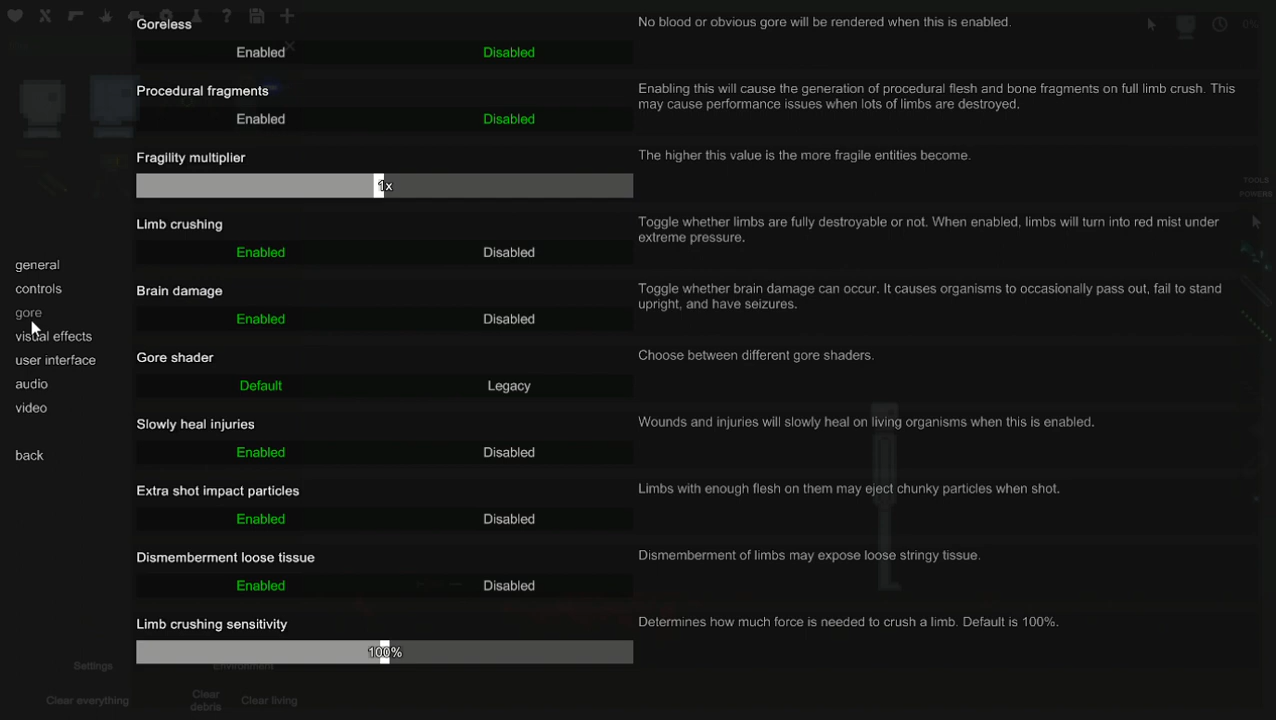 Goreless
No blood or obvious gore will be rendered when this is enabled.
Enabled
Disabled
0%
Procedural fragments
Enabling this will cause the generation of procedural flesh and bone fragments on full limb crush. This
may cause performance issues when lots of limbs are destroyed.
Enabled
Disabled
Fragility multiplier
The higher this value is the more fragile entities become.
1x
TOOLS
POWERS
Limb crushing
Toggle whether limbs are fully destroyable or not. When enabled, limbs will turn into red mist under
extreme pressure.
Enabled
Disabled
general
controls
gore
visual effects
user interface
audio
video
back
Brain damage
Toggle whether brain damage can occur. It causes organisms to occasionally pass out, fail to stand
upright, and have seizures.
Enabled
Disabled
Gore shader
Choose between different gore shaders.
Default
Legacy
Slowly heal injuries
Wounds and injuries will slowly heal on living organisms when this is enabled.
Enabled
Disabled
Extra shot impact particles
Limbs with enough flesh on them may eject chunky particles when shot.
Enabled
Disabled
Dismemberment loose tissue
Dismemberment of limbs may expose loose stringy tissue.
Enabled
Disabled
Limb crushing sensitivity
Determines how much force is needed to crush a limb. Default is 100%.
100%
Settings
Environment
Clear everything
Clear
debris
Clear living